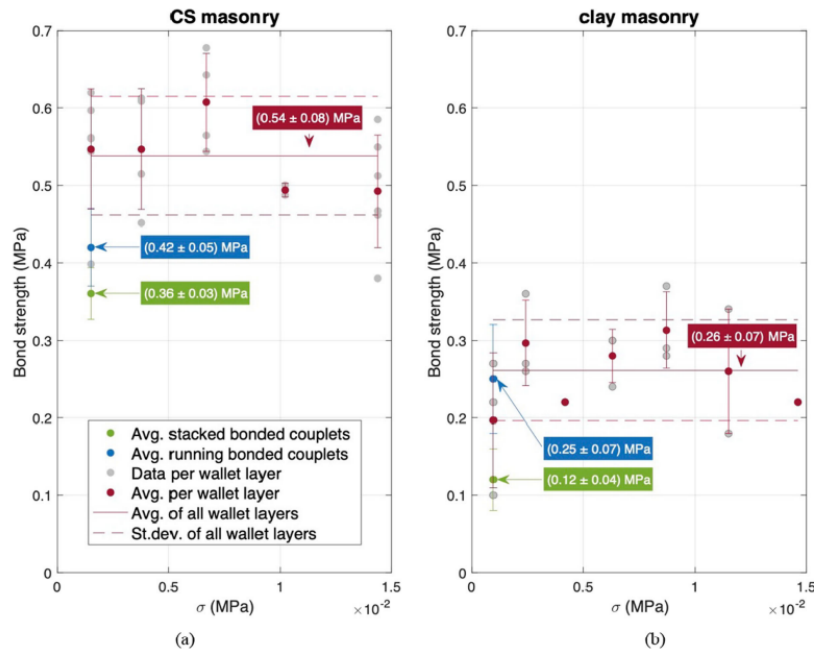 CS masonry
0.7
0.6
0.5
0.4
0.3
0.2
0.1
0
Bond strength (MPa)
(0.54 ± 0.08) MPa
(0.42 ± 0.05) MPa
(0.36 ± 0.03) MPa
Avg. stacked bonded couplets
Avg. running bonded couplets
Data per wallet layer
Avg. per wallet layer
Avg. of all wallet layers
St.dev. of all wallet layers
0 0.5 1 1.5
σ (MPa) ×10⁻²
(a)
clay masonry
0.7
0.6
0.5
0.4
0.3
0.2
0.1
0
Bond strength (MPa)
(0.26 ± 0.07) MPa
(0.25 ± 0.07) MPa
(0.12 ± 0.04) MPa
0 0.5 1 1.5
σ (MPa) ×10⁻²
(b)